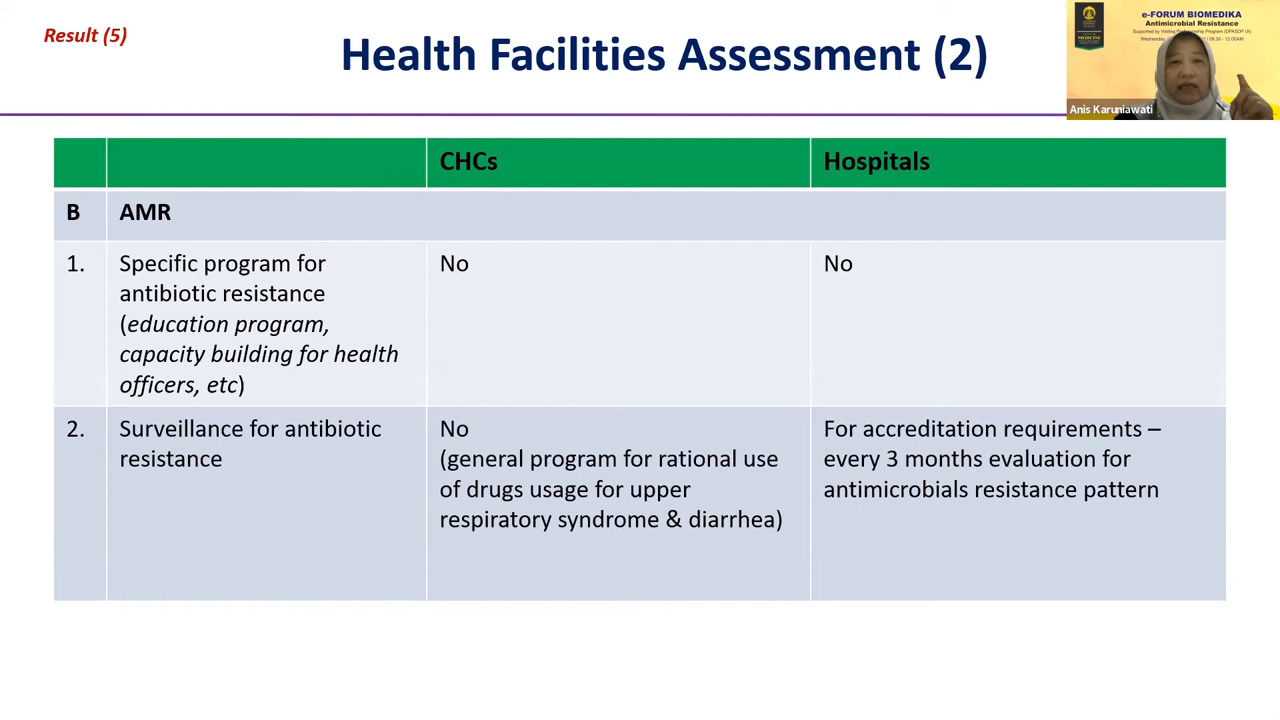 Result (5)
Health Facilities Assessment (2)
e-FORUM BIOMEDIKA
Antimicrobial Resistance
Anis Karuniawati
CHCs
Hospitals
B
AMR
1.
Specific program for
antibiotic resistance
(education program,
capacity building for health
officers, etc)
No
No
2.
Surveillance for antibiotic
resistance
No
(general program for rational use
of drugs usage for upper
respiratory syndrome & diarrhea)
For accreditation requirements –
every 3 months evaluation for
antimicrobials resistance pattern